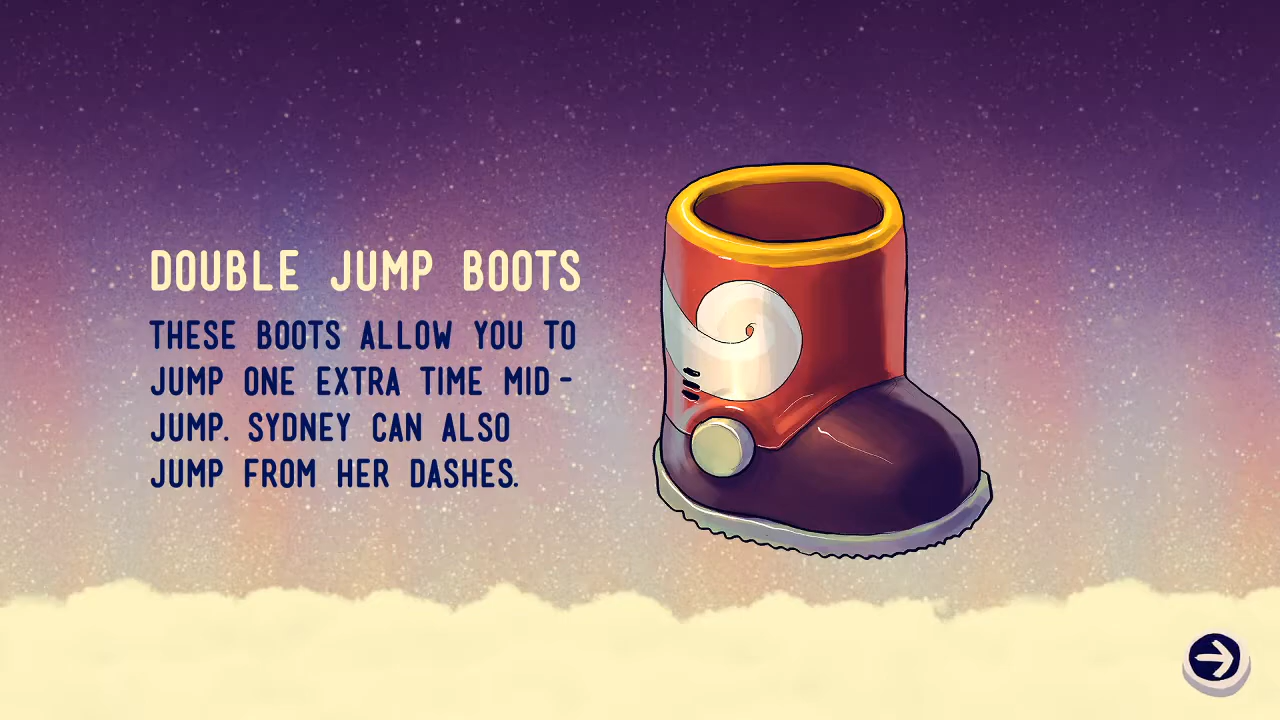 DOUBLE JUMP BOOTS
THESE BOOTS ALLOW YOU TO
JUMP ONE EXTRA TIME MID-
JUMP. SYDNEY CAN ALSO
JUMP FROM HER DASHES.